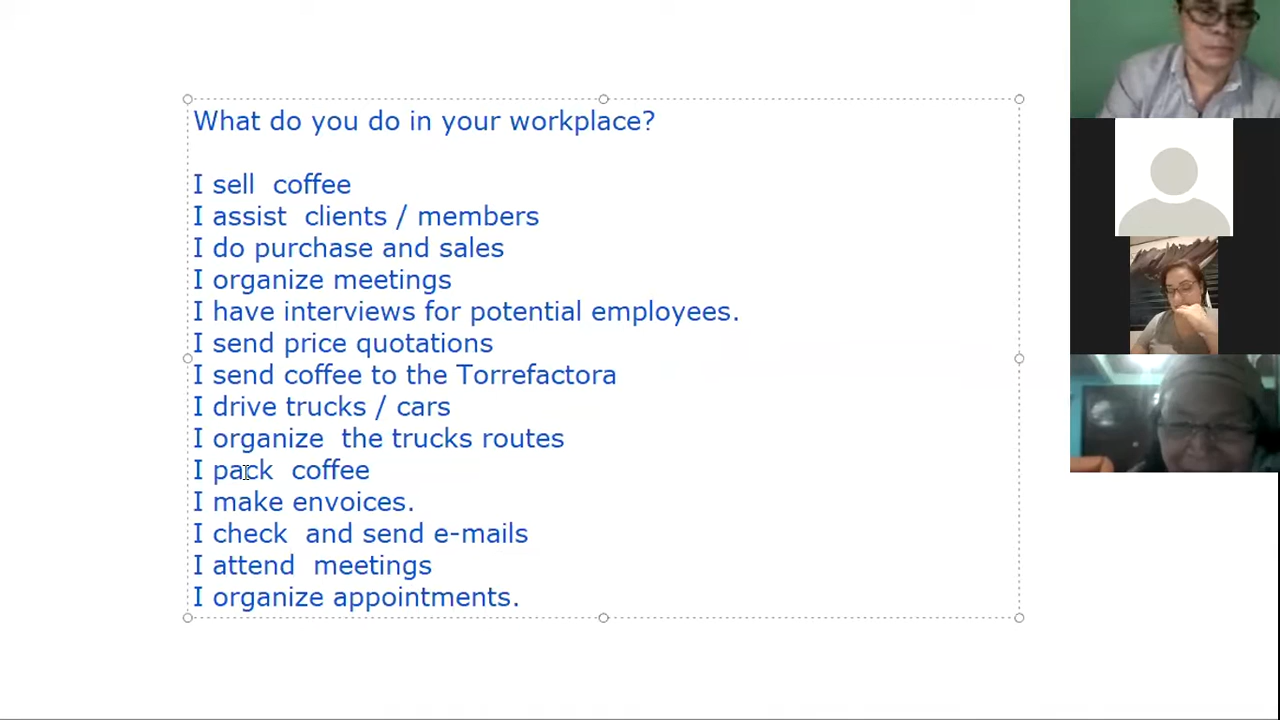 What do you do in your workplace?
I sell  coffee
I assist  clients / members
I do purchase and sales
I organize meetings
I have interviews for potential employees.
I send price quotations
I send coffee to the Torrefactora
I drive trucks / cars
I organize  the trucks routes
I pack  coffee
I make envoices.
I check  and send e-mails
I attend  meetings
I organize appointments.